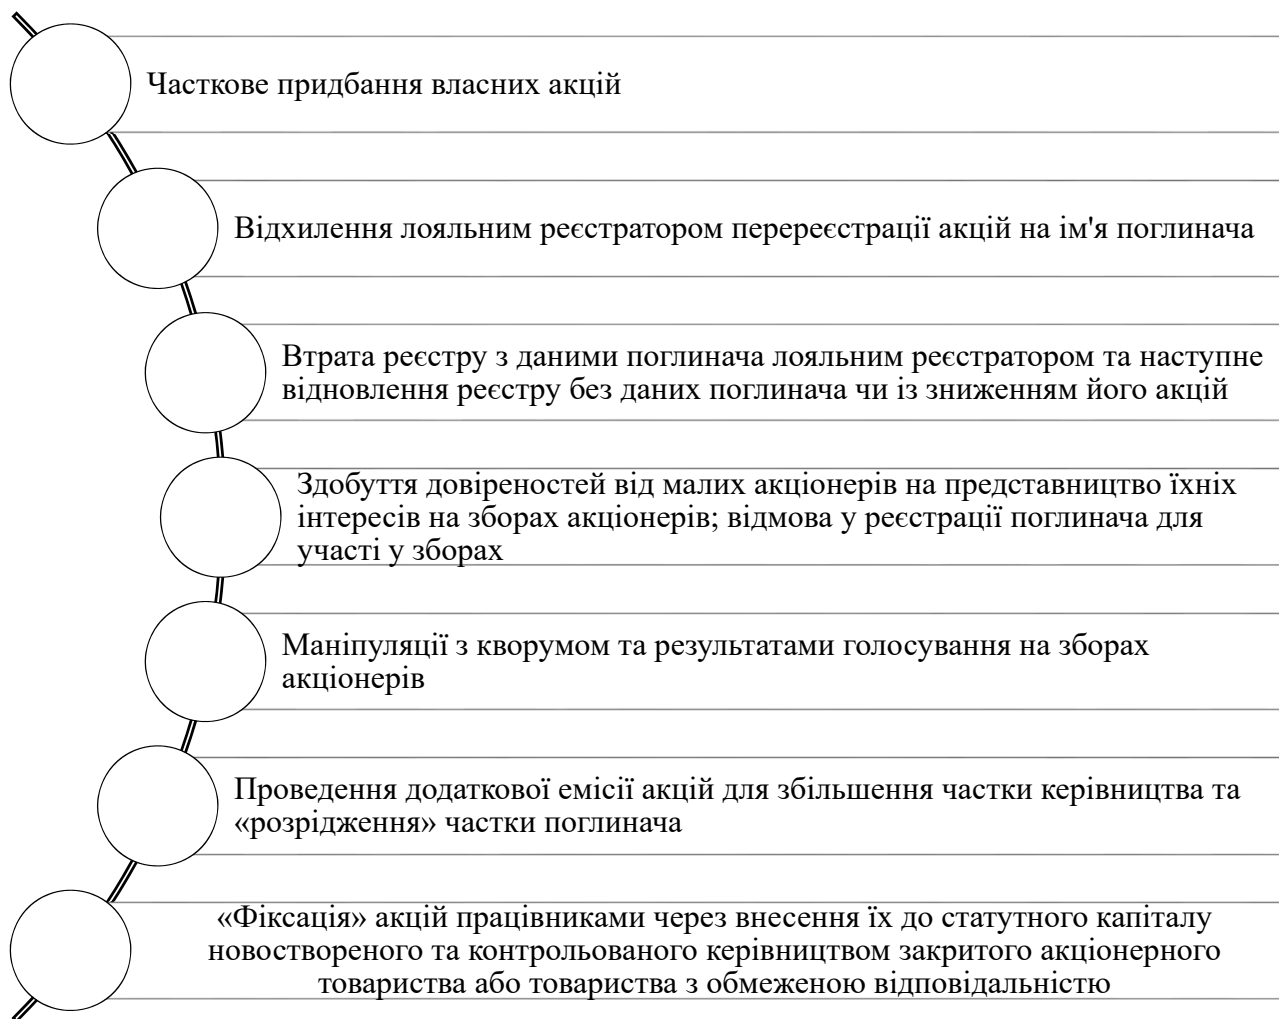 Часткове придбання власних акцій
Відхилення лояльним реєстратором перереєстрації акцій на ім'я поглинача
Втрата реєстру з даними поглинача лояльним реєстратором та наступне
відновлення реєстру без даних поглинача чи із зниженням його акцій
Здобуття довіреностей від малих акціонерів на представництво їхніх
інтересів на зборах акціонерів; відмова у реєстрації поглинача для
участі у зборах
Маніпуляції з кворумом та результатами голосування на зборах
акціонерів
Проведення додаткової емісії акцій для збільшення частки керівництва та
«розрідження» частки поглинача
«Фіксація» акцій працівниками через внесення їх до статутного капіталу
новоствореного та контрольованого керівництвом закритого акціонерного
товариства або товариства з обмеженою відповідальністю